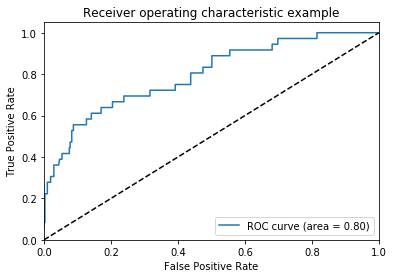 Receiver operating characteristic example
True Positive Rate
1.0
0.8
0.6
0.4
0.2
0.0
ROC curve (area = 0.80)
0.0 0.2 0.4 0.6 0.8 1.0
False Positive Rate